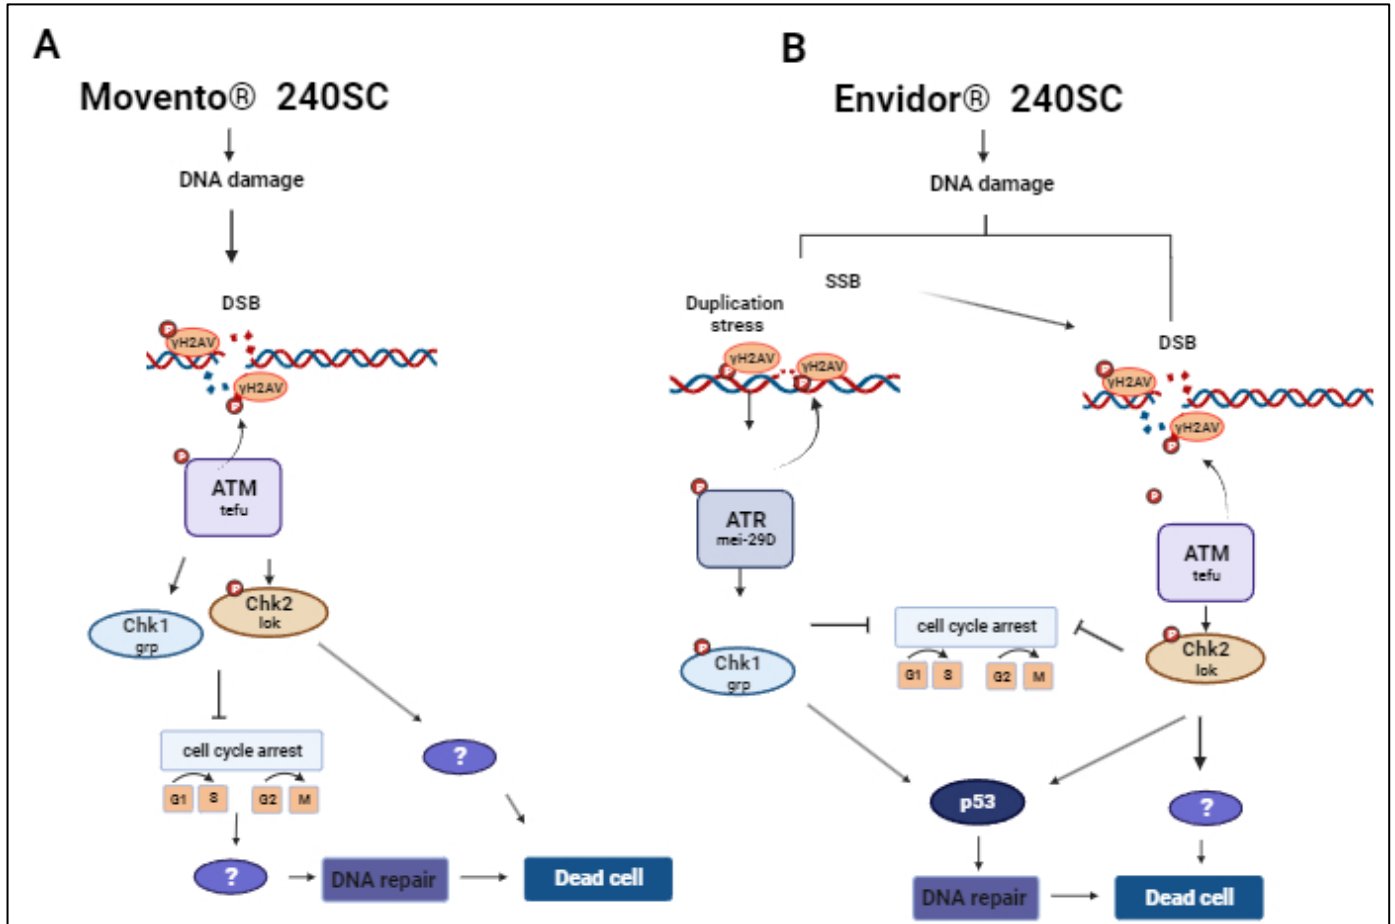 A
Movento® 240SC
DNA damage
DSB
P
γH2AV
γH2AV
P
P
ATM
tefu
P
Chk1
grp
Chk2
lok
cell cycle arrest
G1
S
G2
M
?
?
DNA repair
Dead cell
B
Envidor® 240SC
DNA damage
SSB
Duplication
stress
γH2AV
P
γH2AV
P
DSB
P
γH2AV
γH2AV
P
P
P
ATR
mei-29D
ATM
tefu
P
Chk1
grp
cell cycle arrest
G1
S
G2
M
P
Chk2
lok
p53
?
DNA repair
Dead cell